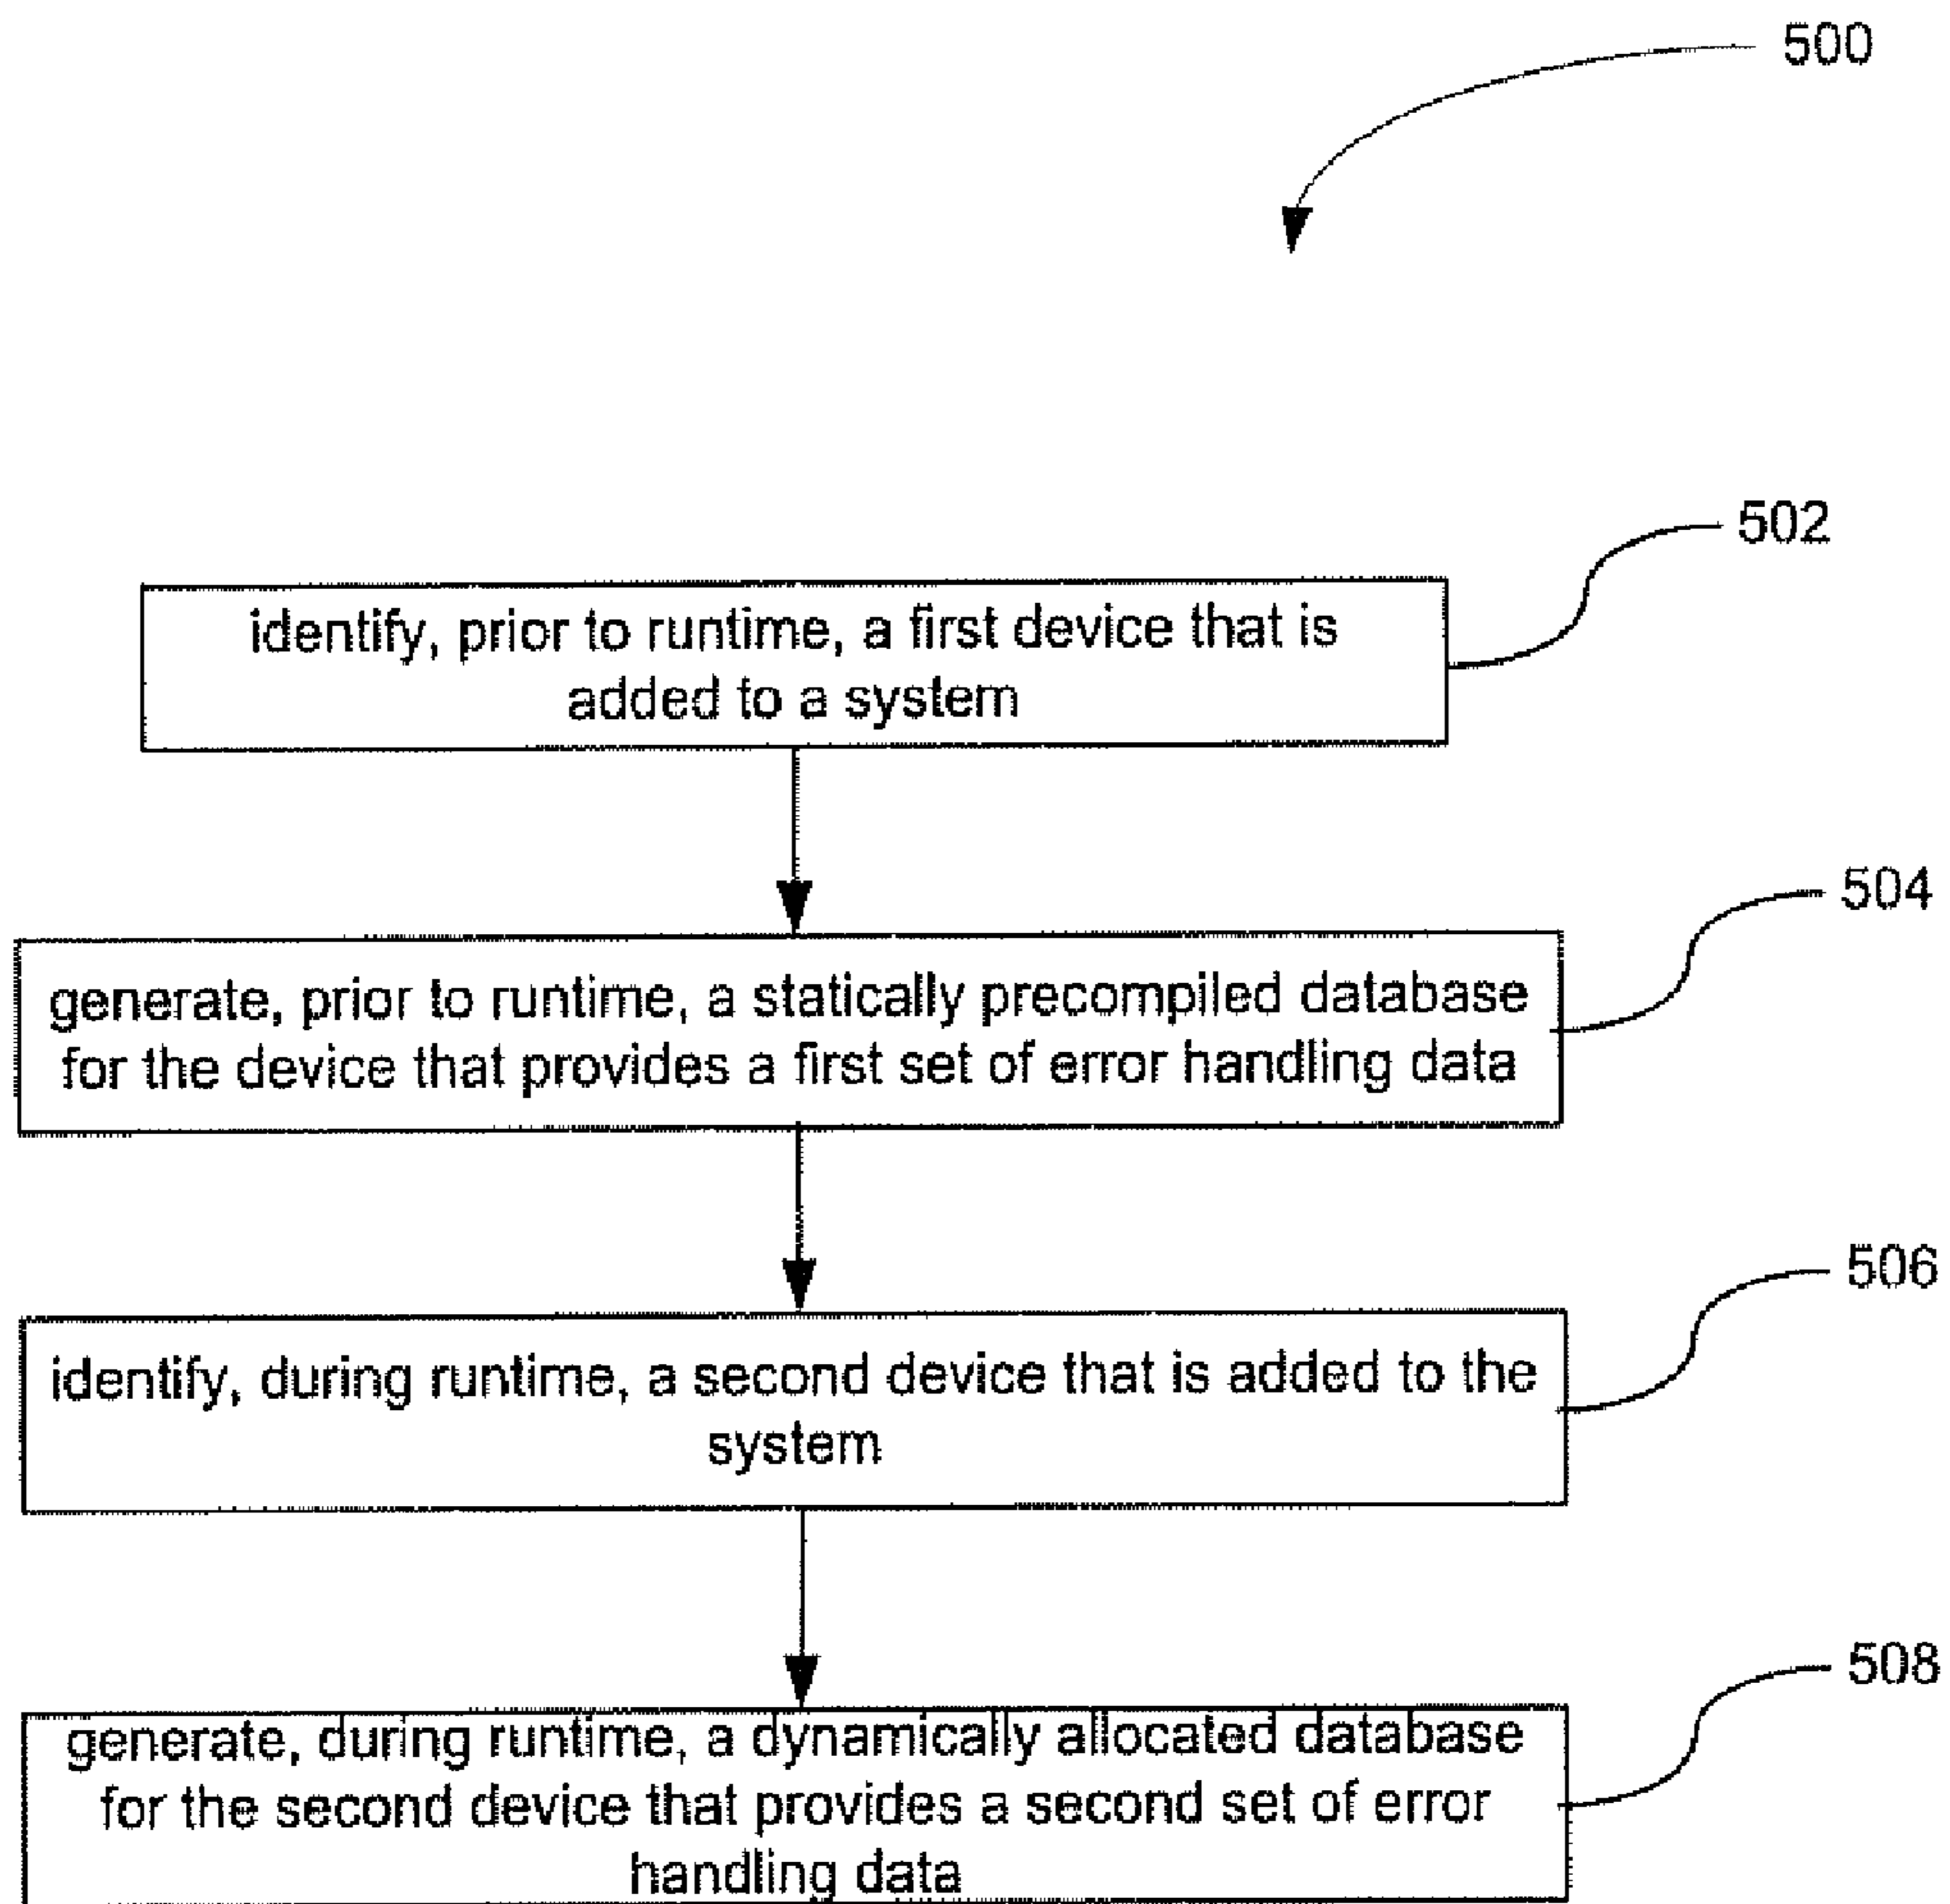 500
502
identify, prior to runtime, a first device that is
added to a system
504
generate, prior to runtime, a statically precompiled database
for the device that provides a first set of error handling data
506
identify, during runtime, a second device that is added to the
system
508
generate, during runtime, a dynamically allocated database
for the second device that provides a second set of error
handling data